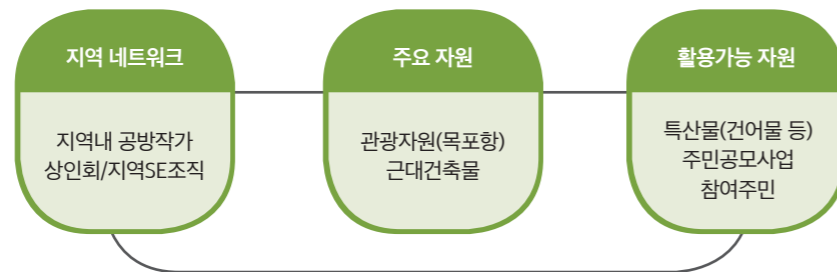 지역 네트워크
지역내 공방작가
상인회/지역SE조직
주요 자원
관광자원(목포항)
근대건축물
활용가능 자원
특산물(건어물 등)
주민공모사업
참여주민